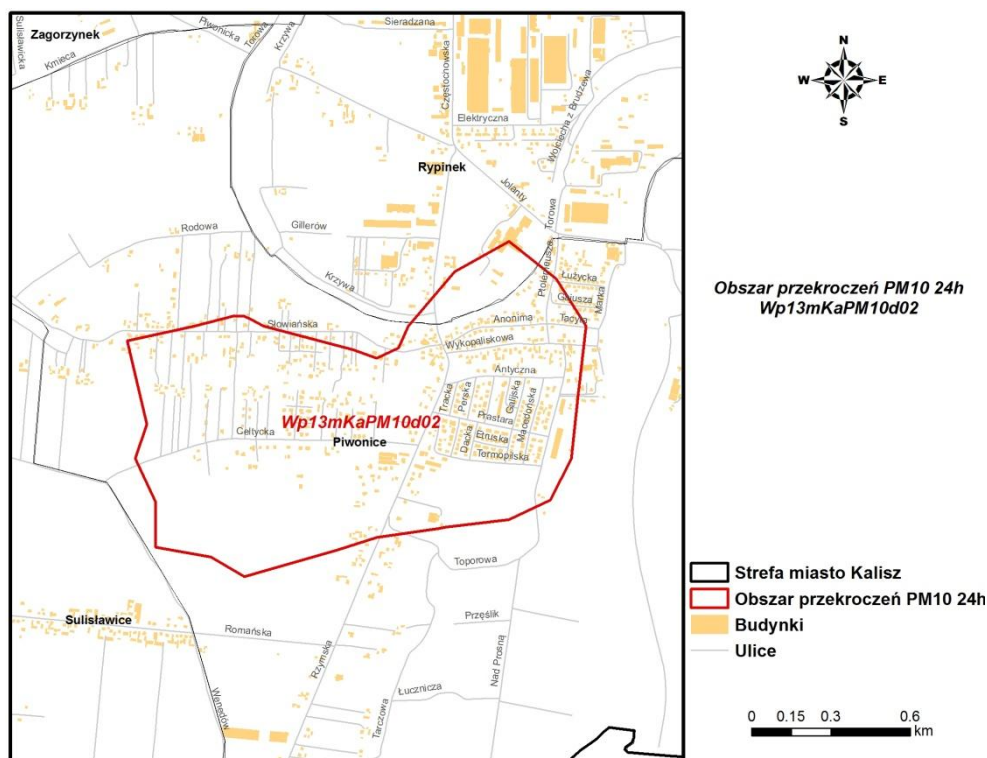 Zagorzynek
Sulisławicka
Kmieca
Piwonicka
Torowa
Krzywa
Sieradzana
Częstocnowska
Elektryczna
Wojciecha z Brudzewa
Rypinek
Jolanty
Torowa
Rodowa
Gillerów
Krzywa
Ptolemeusza
Łużycka
Gajusza
Marka
Słowiańska
Anonima
Tacyta
Wykopaliskowa
Antyczna
Tracka
Perska
Galijska
Macedońska
Prastara
Dacka
Etruska
Termopilska
Wp13mKaPM10d02
Celtycka
Piwonice
Toporowa
Sulisławice
Romańska
Rzymska
Przęślik
Nad Prosną
Łucznicza
Tarczowa
Wenedów
N
W E
S
Obszar przekroczeń PM10 24h
Wp13mKaPM10d02
Strefa miasto Kalisz
Obszar przekroczeń PM10 24h
Budynki
Ulice
0 0.15 0.3 0.6
km